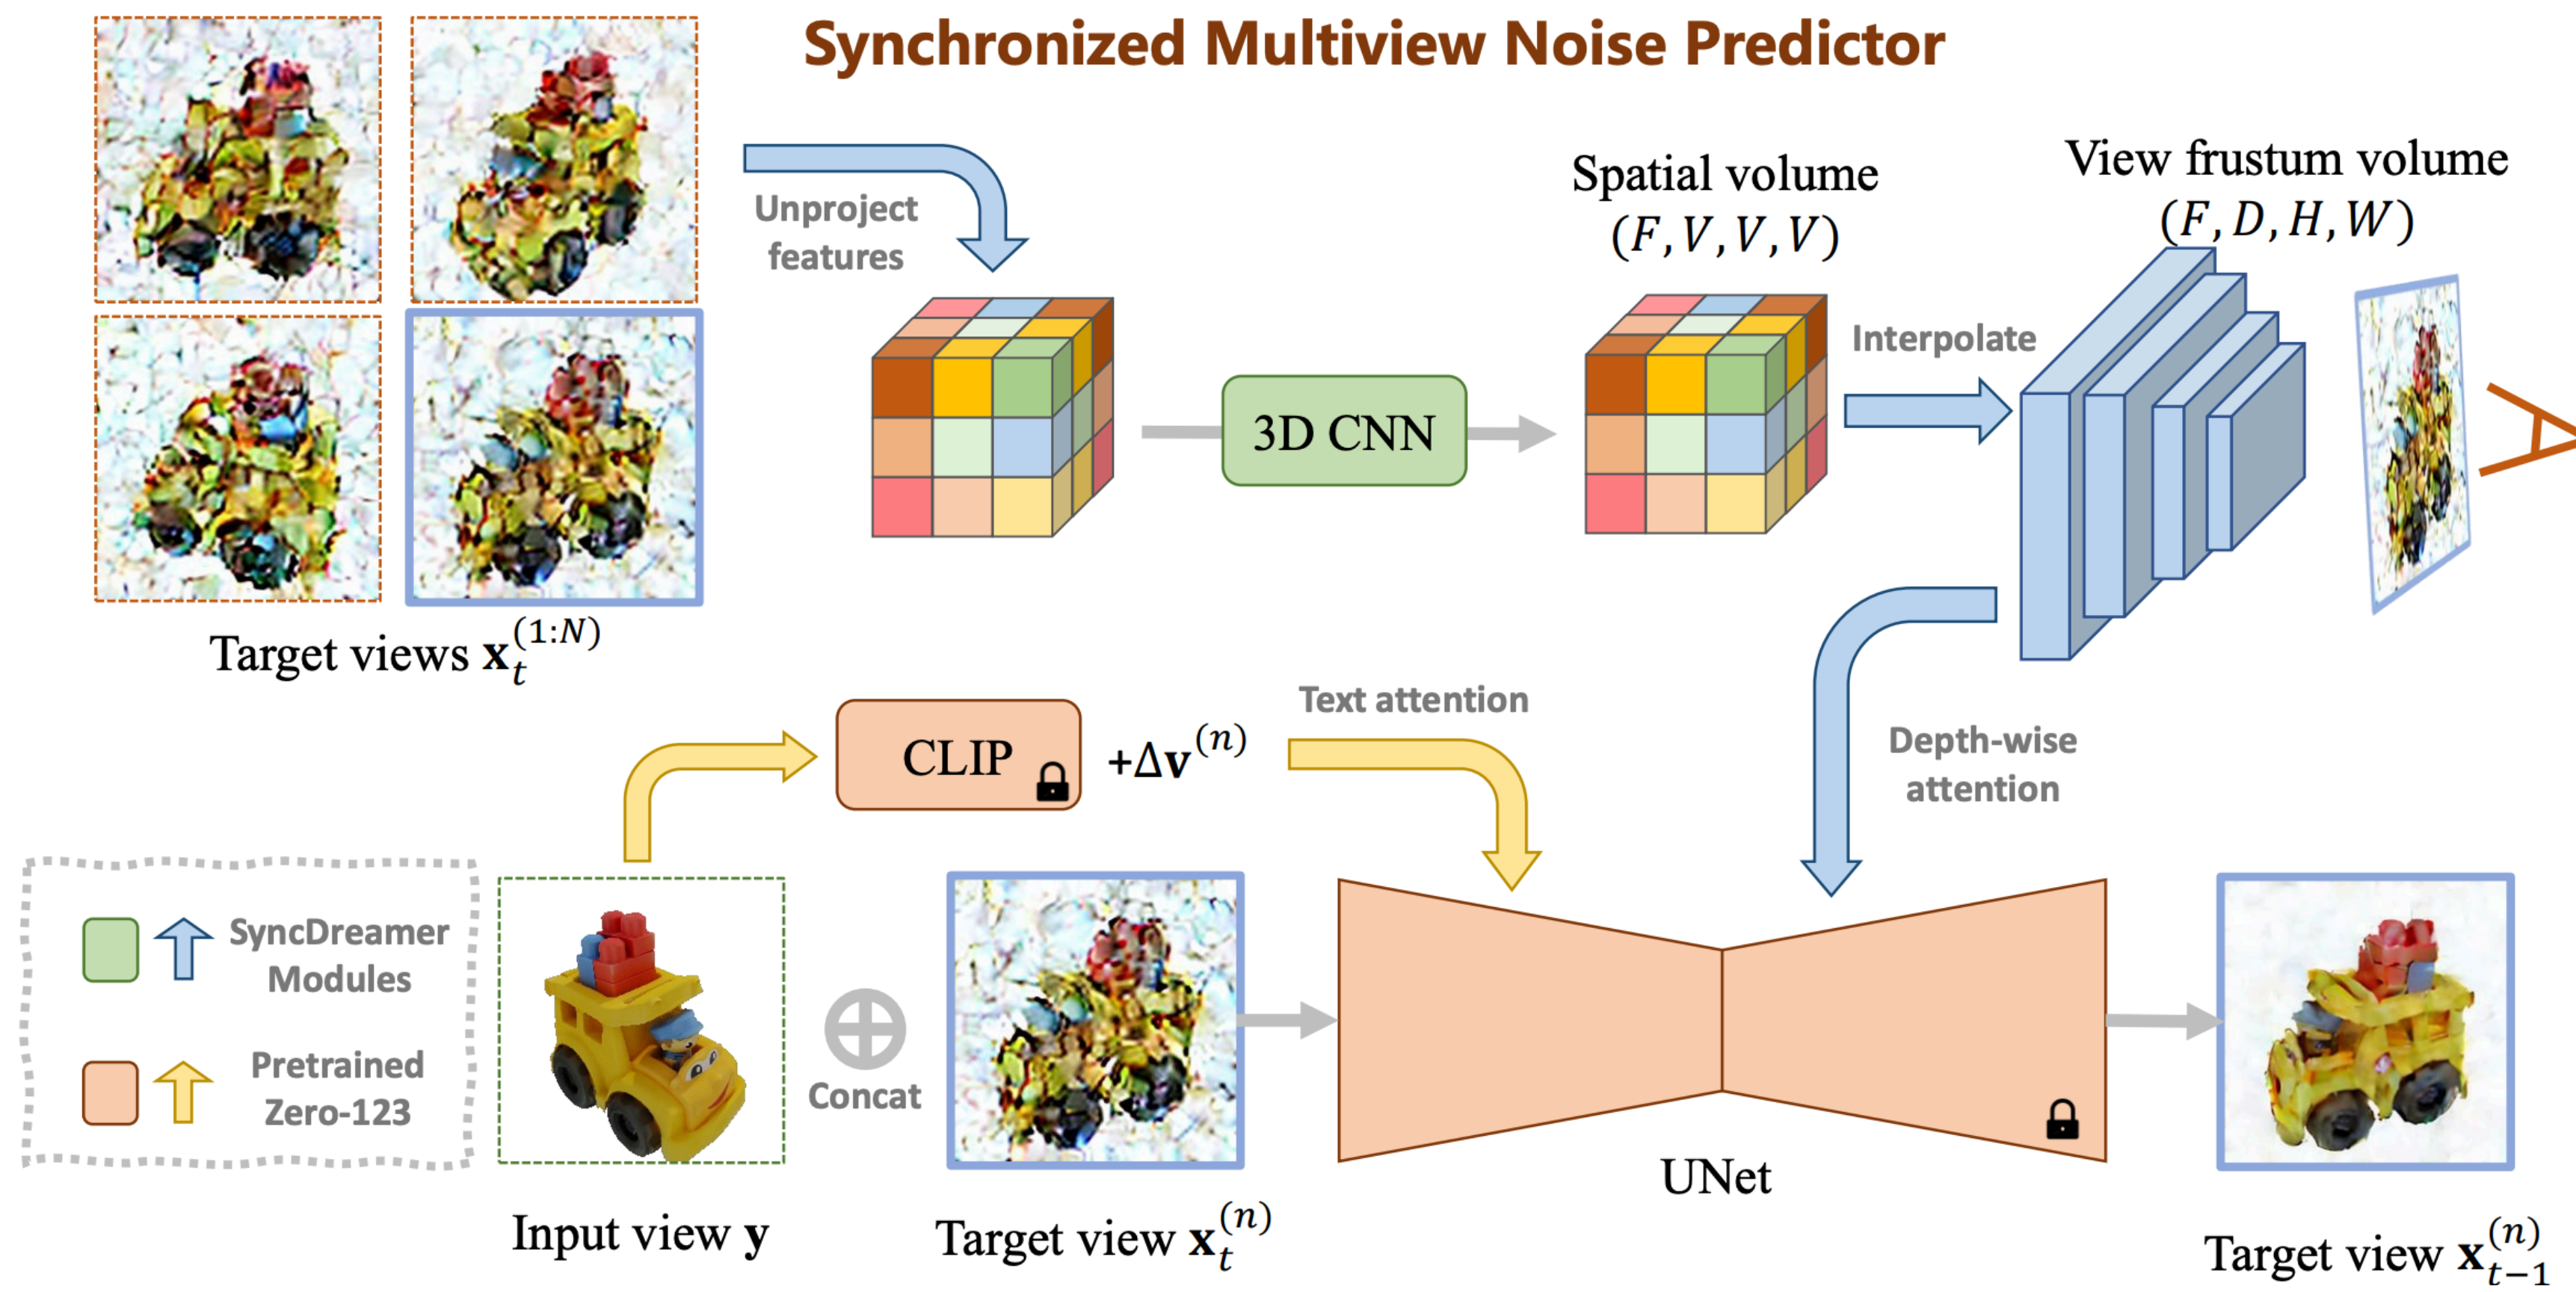 Synchronized Multiview Noise Predictor
Unproject
features
Spatial volume
(F, V, V, V)
View frustum volume
(F, D, H, W)
3D CNN
Interpolate
Target views x_t^{(1:N)}
CLIP
+Δv^{(n)}
Text attention
Depth-wise
attention
SyncDreamer
Modules
Pretrained
Zero-123
Concat
UNet
Input view y
Target view x_t^{(n)}
Target view x_{t−1}^{(n)}